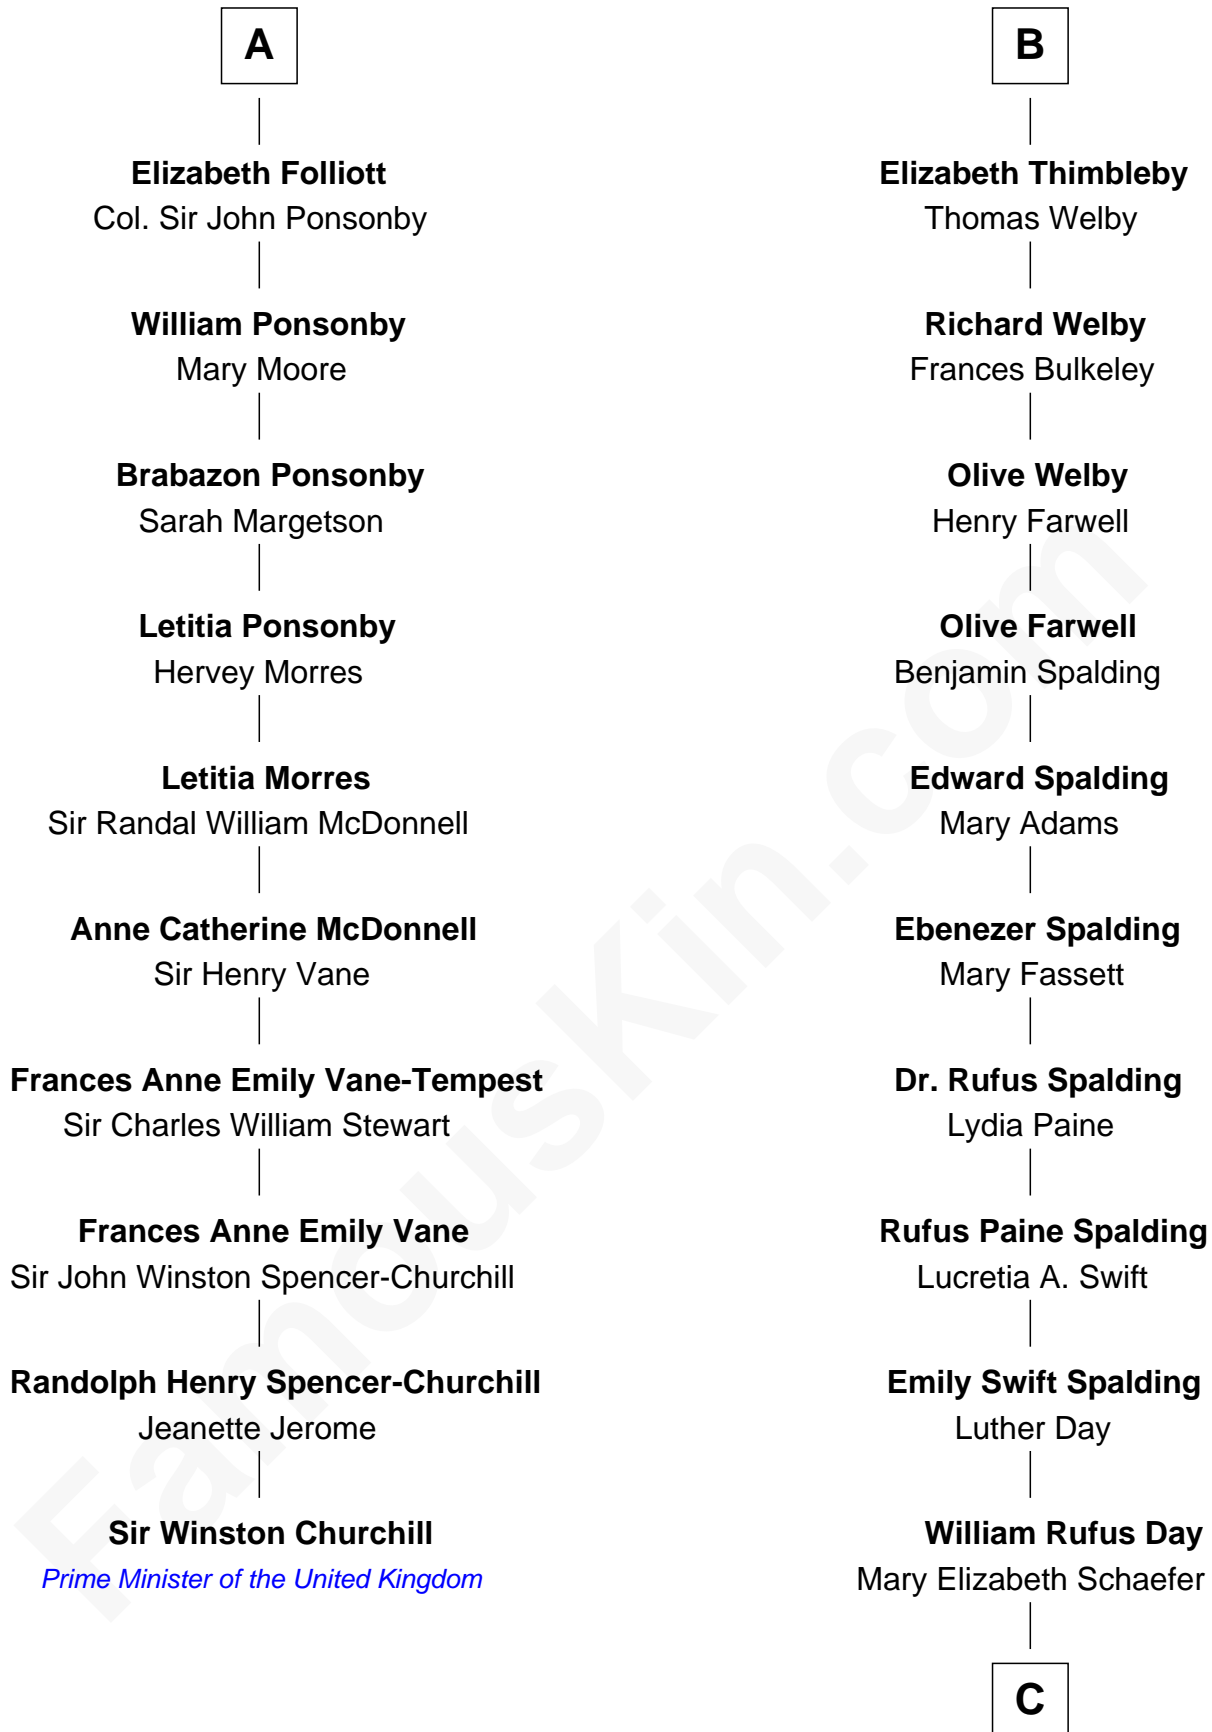 A
Elizabeth Folliott
Col. Sir John Ponsonby
William Ponsonby
Mary Moore
Brabazon Ponsonby
Sarah Margetson
Letitia Ponsonby
Hervey Morres
Letitia Morres
Sir Randal William McDonnell
Anne Catherine McDonnell
Sir Henry Vane
Frances Anne Emily Vane-Tempest
Sir Charles William Stewart
Frances Anne Emily Vane
Sir John Winston Spencer-Churchill
Randolph Henry Spencer-Churchill
Jeanette Jerome
Sir Winston Churchill
Prime Minister of the United Kingdom
B
Elizabeth Thimbleby
Thomas Welby
Richard Welby
Frances Bulkeley
Olive Welby
Henry Farwell
Olive Farwell
Benjamin Spalding
Edward Spalding
Mary Adams
Ebenezer Spalding
Mary Fassett
Dr. Rufus Spalding
Lydia Paine
Rufus Paine Spalding
Lucretia A. Swift
Emily Swift Spalding
Luther Day
William Rufus Day
Mary Elizabeth Schaefer
C
FamousKin.com